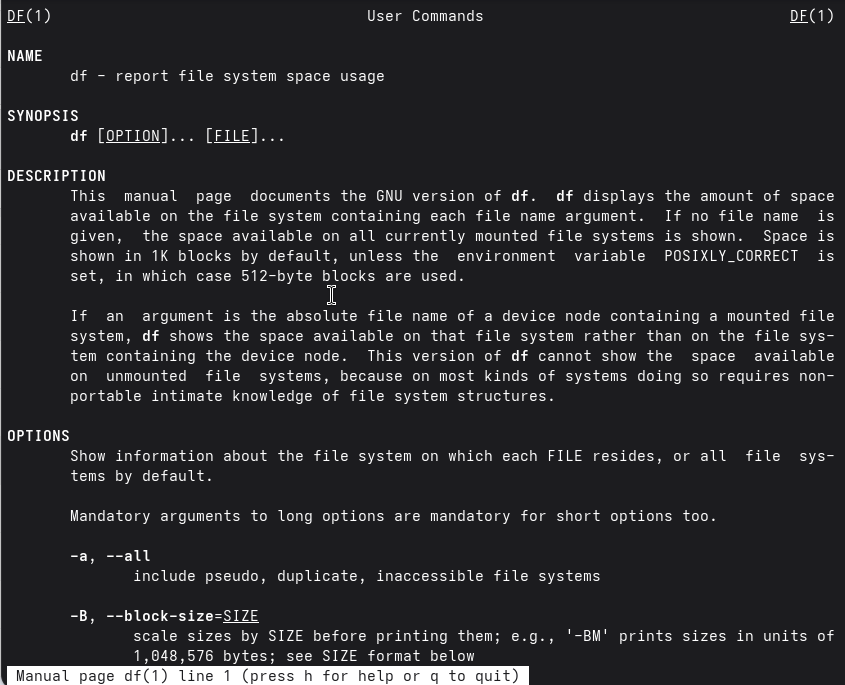 DF(1)                                    User Commands                                   DF(1)
NAME
       df - report file system space usage
SYNOPSIS
       df [OPTION]... [FILE]...
DESCRIPTION
       This  manual  page  documents the GNU version of df.  df displays the amount of space
       available on the file system containing each file name argument.  If no file name  is
       given,  the space available on all currently mounted file systems is shown.  Space is
       shown in 1K blocks by default, unless the  environment  variable  POSIXLY_CORRECT  is
       set, in which case 512-byte blocks are used.
       If  an  argument is the absolute file name of a device node containing a mounted file
       system, df shows the space available on that file system rather than on the file sys-
       tem containing the device node.  This version of df cannot show the  space  available
       on  unmounted  file  systems, because on most kinds of systems doing so requires non-
       portable intimate knowledge of file system structures.
OPTIONS
       Show information about the file system on which each FILE resides, or all  file  sys-
       tems by default.
       Mandatory arguments to long options are mandatory for short options too.
       -a, --all
              include pseudo, duplicate, inaccessible file systems
       -B, --block-size=SIZE
              scale sizes by SIZE before printing them; e.g., '-BM' prints sizes in units of
              1,048,576 bytes; see SIZE format below
 Manual page df(1) line 1 (press h for help or q to quit)